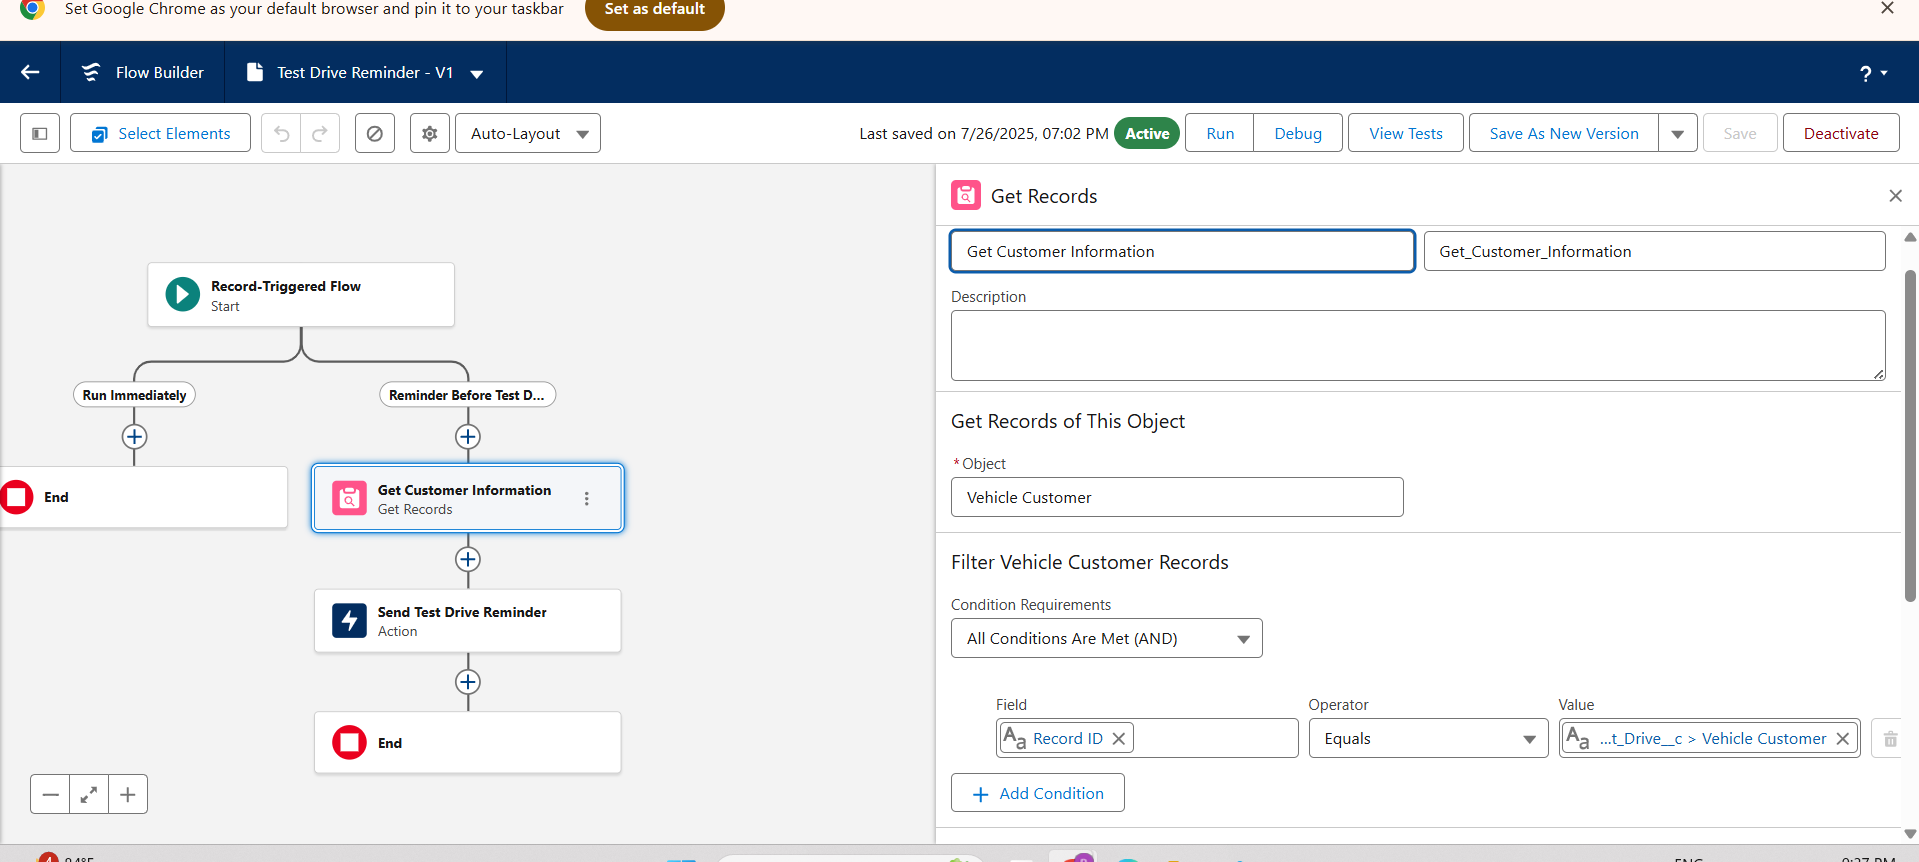 Set Google Chrome as your default browser and pin it to your taskbar
Set as default
Flow Builder
Test Drive Reminder - V1
?
Select Elements
Auto-Layout
Last saved on 7/26/2025, 07:02 PM
Active
Run
Debug
View Tests
Save As New Version
Save
Deactivate
Record-Triggered Flow
Start
Run Immediately
Reminder Before Test D...
End
Get Customer Information
Get Records
Send Test Drive Reminder
Action
End
Get Records
Get Customer Information
Get_Customer_Information
Description
Get Records of This Object
*Object
Vehicle Customer
Filter Vehicle Customer Records
Condition Requirements
All Conditions Are Met (AND)
Field
Operator
Value
Aa Record ID
Equals
Aa ...t_Drive__c > Vehicle Customer
Add Condition